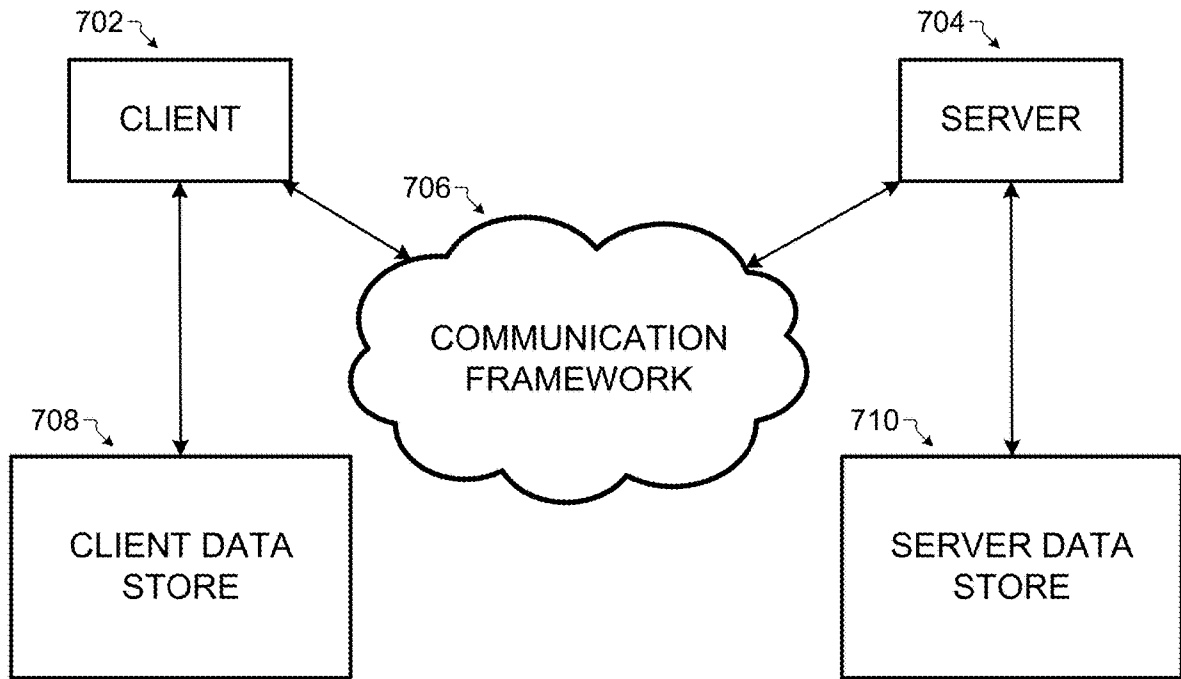 702
CLIENT
704
SERVER
706
COMMUNICATION
FRAMEWORK
708
CLIENT DATA
STORE
710
SERVER DATA
STORE